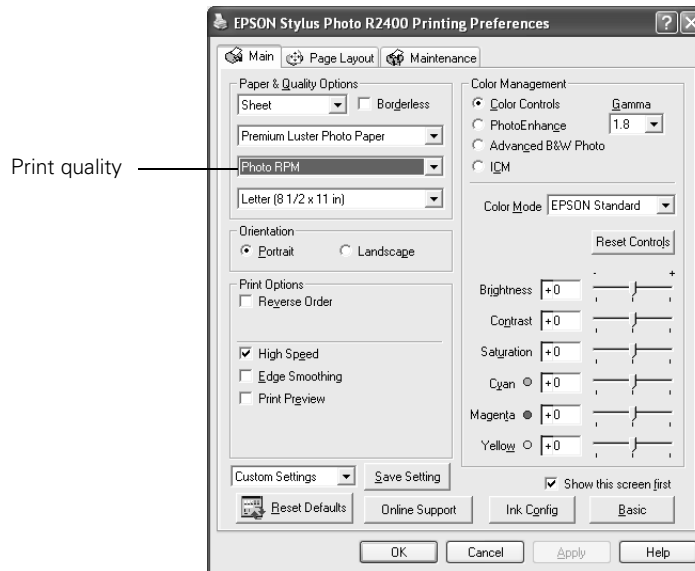 EPSON Stylus Photo R2400 Printing Preferences
Main
Page Layout
Maintenance
Paper & Quality Options
Sheet
Borderless
Premium Luster Photo Paper
Print quality
Photo RPM
Letter (8 1/2 x 11 in)
Orientation
Portrait
Landscape
Print Options
Reverse Order
High Speed
Edge Smoothing
Print Preview
Custom Settings
Save Setting
Reset Defaults
Color Management
Color Controls
Gamma
PhotoEnhance
1.8
Advanced B&W Photo
ICM
Color Mode
EPSON Standard
Reset Controls
- +
Brightness +0
Contrast +0
Saturation +0
Cyan +0
Magenta +0
Yellow +0
Show this screen first
Online Support
Ink Config
Basic
OK
Cancel
Apply
Help